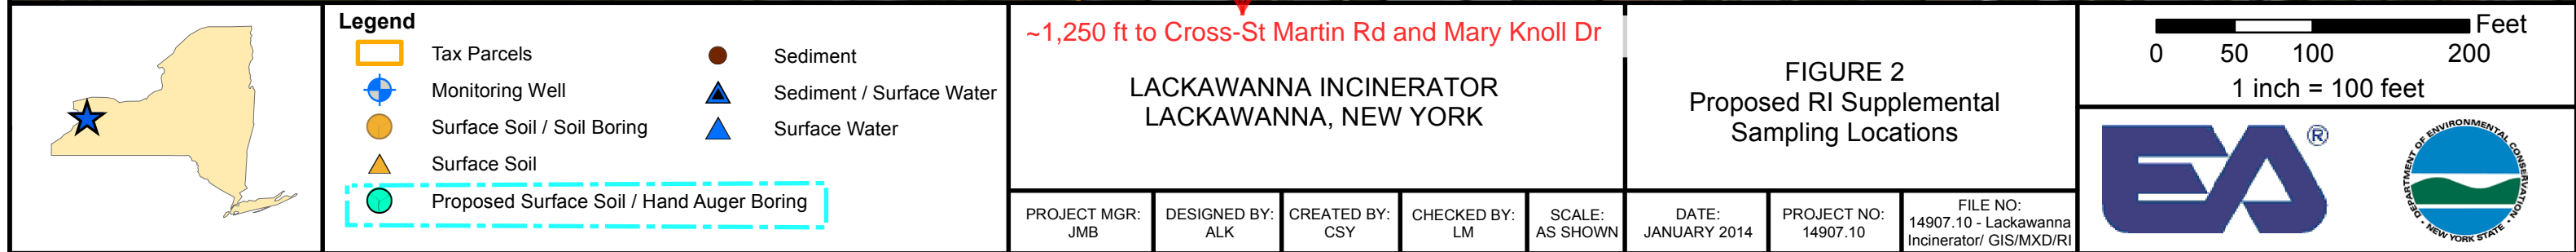 Legend
Tax Parcels
Monitoring Well
Surface Soil / Soil Boring
Surface Soil
Proposed Surface Soil / Hand Auger Boring
Sediment
Sediment / Surface Water
Surface Water
~1,250 ft to Cross-St Martin Rd and Mary Knoll Dr
LACKAWANNA INCINERATOR
LACKAWANNA, NEW YORK
PROJECT MGR:
JMB
DESIGNED BY:
ALK
CREATED BY:
CSY
CHECKED BY:
LM
SCALE:
AS SHOWN
FIGURE 2
Proposed RI Supplemental
Sampling Locations
DATE:
JANUARY 2014
PROJECT NO:
14907.10
FILE NO:
14907.10 - Lackawanna
Incinerator/ GIS/MXD/RI
Feet
0 50 100 200
1 inch = 100 feet
EA®
DEPARTMENT OF ENVIRONMENTAL CONSERVATION
NEW YORK STATE